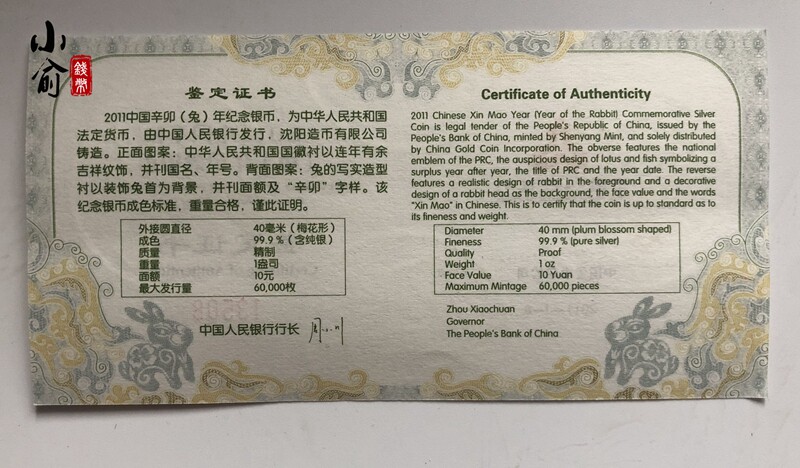 小俞
錢幣
鉴定证书
2011中国辛卯（兔）年纪念银币，为中华人民共和国
法定货币，由中国人民银行发行，沈阳造币有限公司
铸造。正面图案：中华人民共和国国徽衬以连年有余
吉祥纹饰，并刊国名、年号。背面图案：兔的写实造型
衬以装饰兔首为背景，并刊面额及“辛卯”字样。该
纪念银币成色标准，重量合格，谨此证明。
外接圆直径 40毫米（梅花形）
成色 99.9%（含纯银）
质量 精制
重量 1盎司
面额 10元
最大发行量 60,000枚
中国人民银行行长
Certificate of Authenticity
2011 Chinese Xin Mao Year (Year of the Rabbit) Commemorative Silver
Coin is legal tender of the People's Republic of China, issued by the
People's Bank of China, minted by Shenyang Mint, and solely distributed
by China Gold Coin Incorporation. The obverse features the national
emblem of the PRC, the auspicious design of lotus and fish symbolizing a
surplus year after year, the title of PRC and the year date. The reverse
features a realistic design of rabbit in the foreground and a decorative
design of a rabbit head as the background, the face value and the words
"Xin Mao" in Chinese. This is to certify that the coin is up to standard as to
its fineness and weight.
Diameter 40 mm (plum blossom shaped)
Fineness 99.9 % (pure silver)
Quality Proof
Weight 1 oz
Face Value 10 Yuan
Maximum Mintage 60,000 pieces
Zhou Xiaochuan
Governor
The People's Bank of China